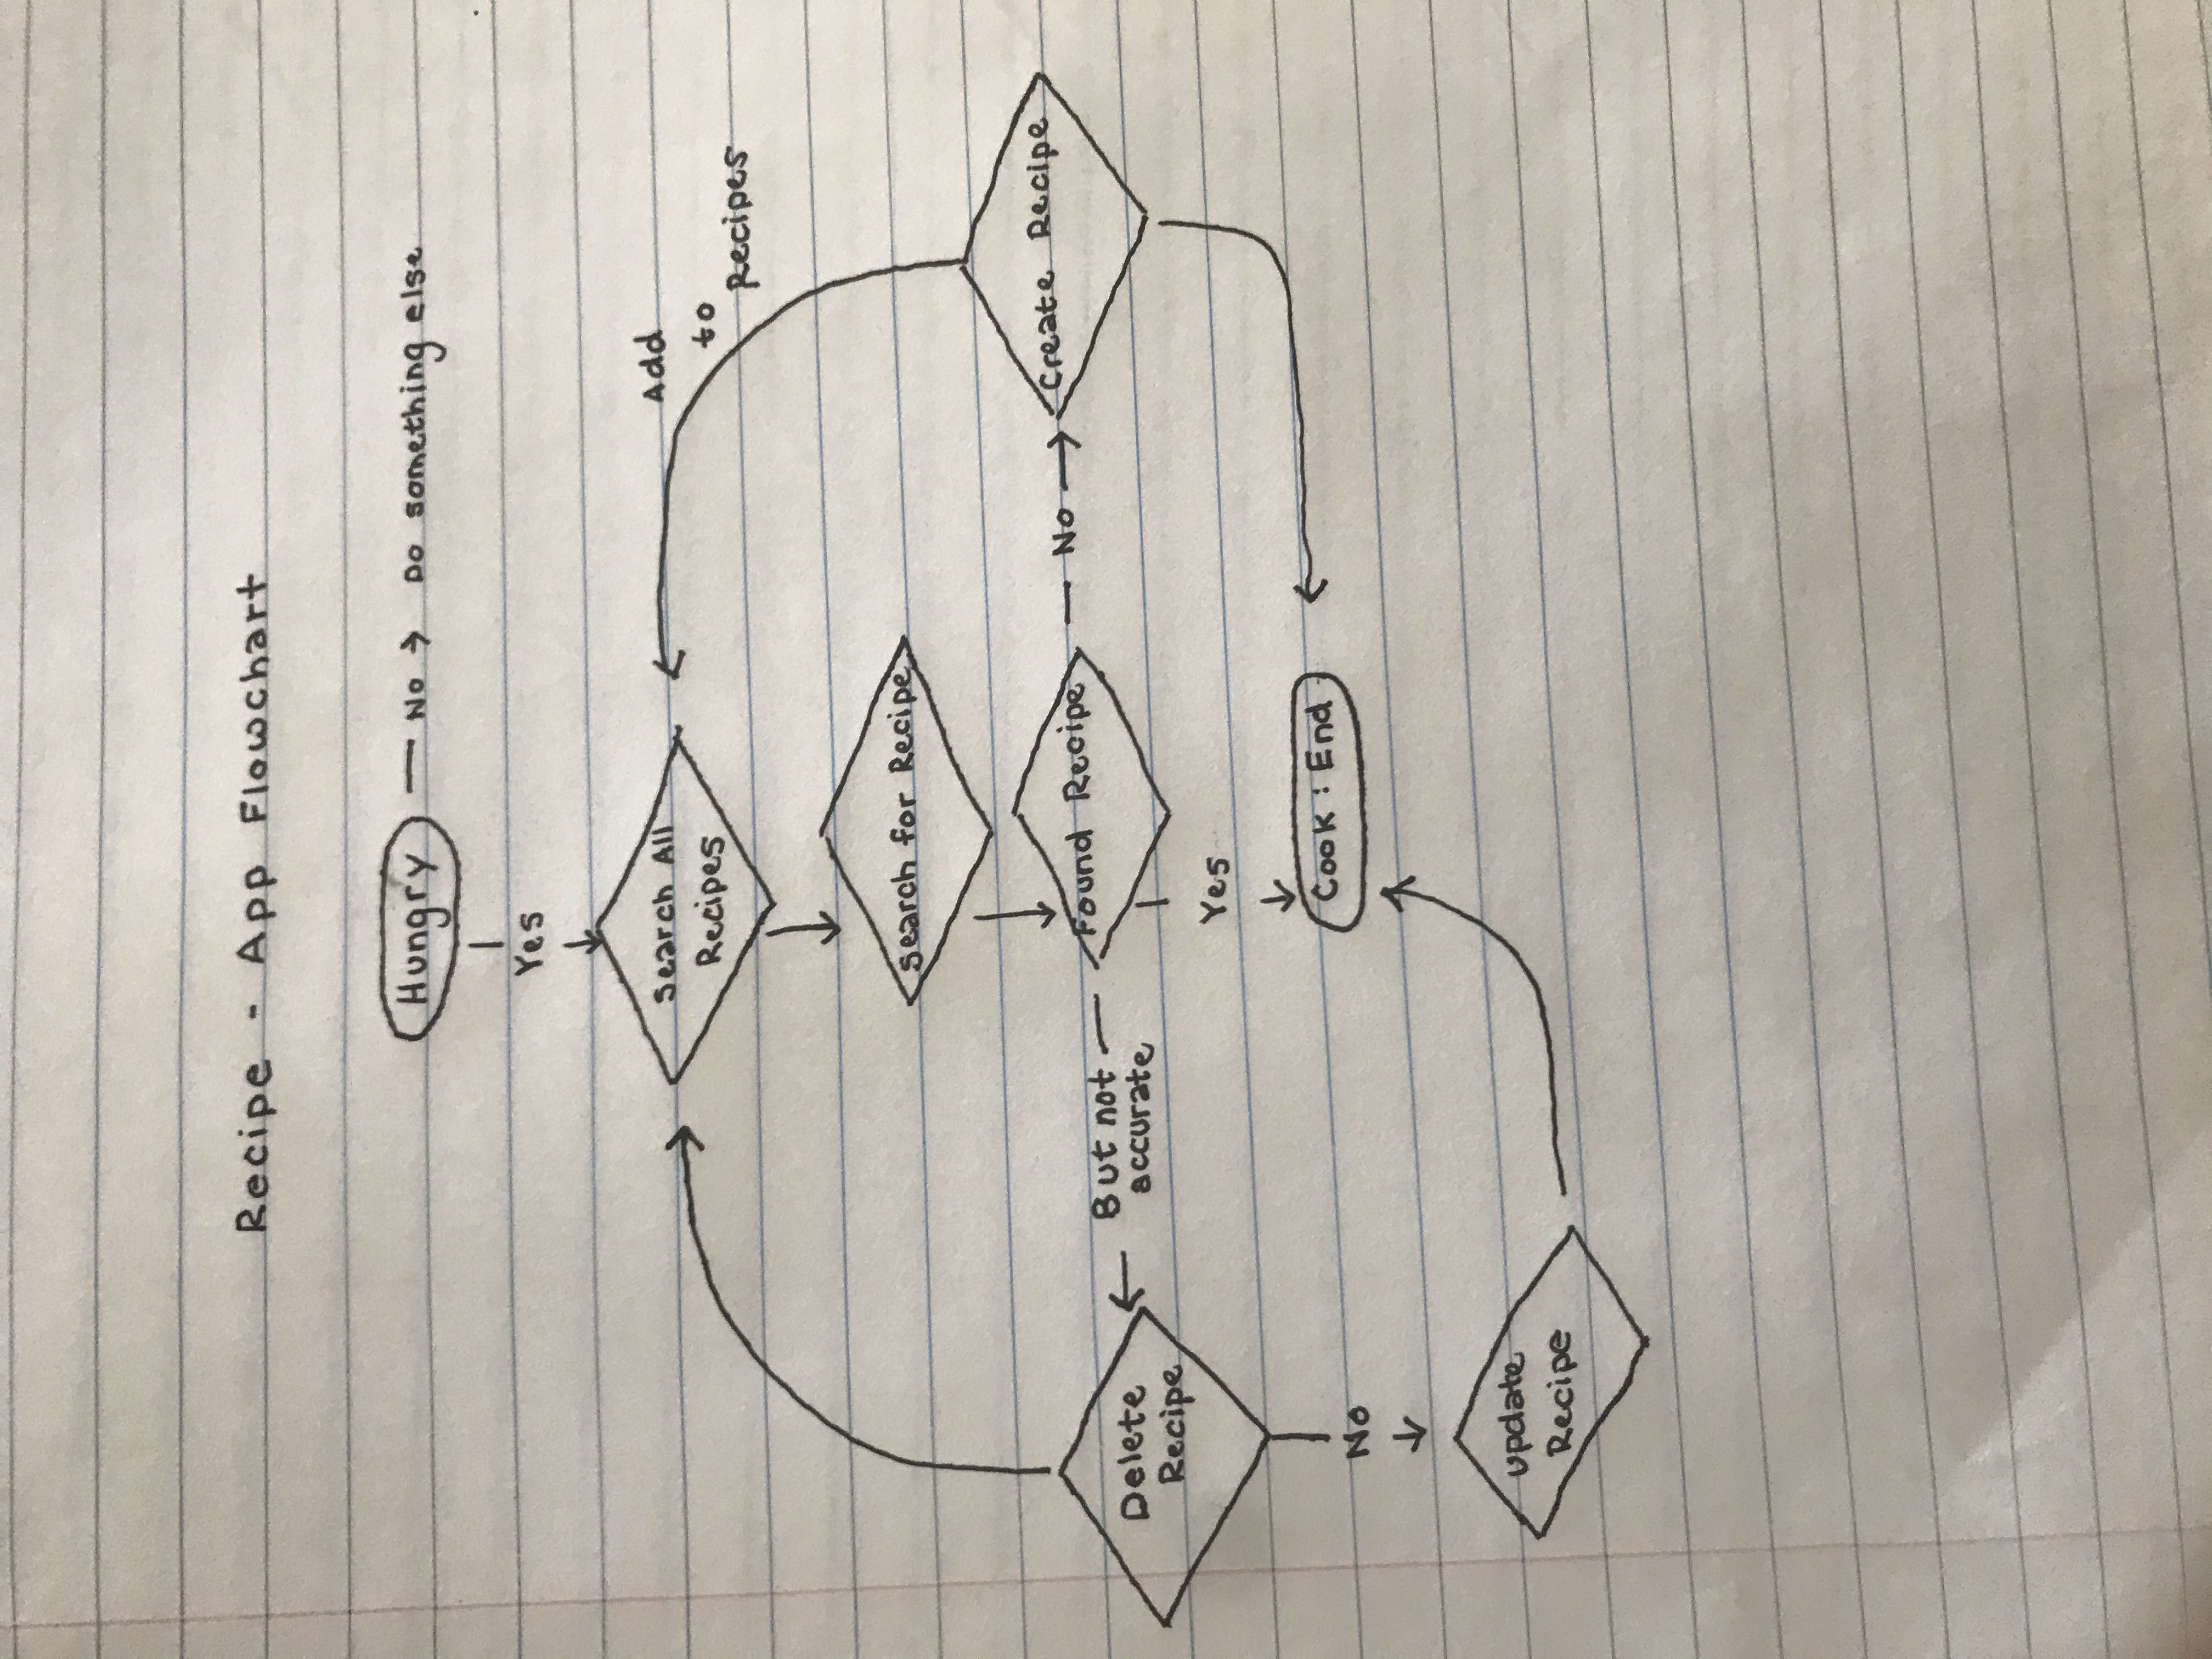 Recipe - App Flowchart
Hungry — No → Do something else
Yes
Search All
Recipes
Add
to
Recipes
Search for Recipe
Found Recipe
No →
Create Recipe
But not
accurate
Delete
Recipe
Yes
Cook : End
No
Update
Recipe